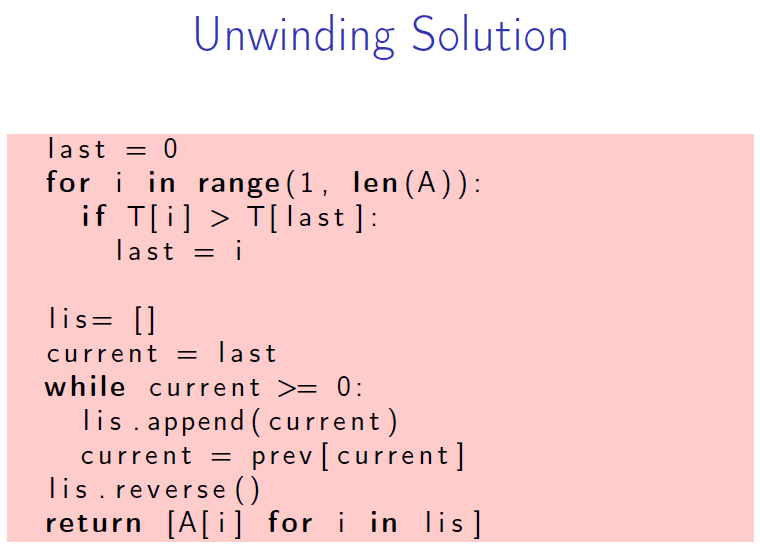 Unwinding Solution
last = 0
for i in range(1, len(A)):
  if T[i] > T[last]:
    last = i
lis= []
current = last
while current >= 0:
  lis.append(current)
  current = prev[current]
lis.reverse()
return [A[i] for i in lis]